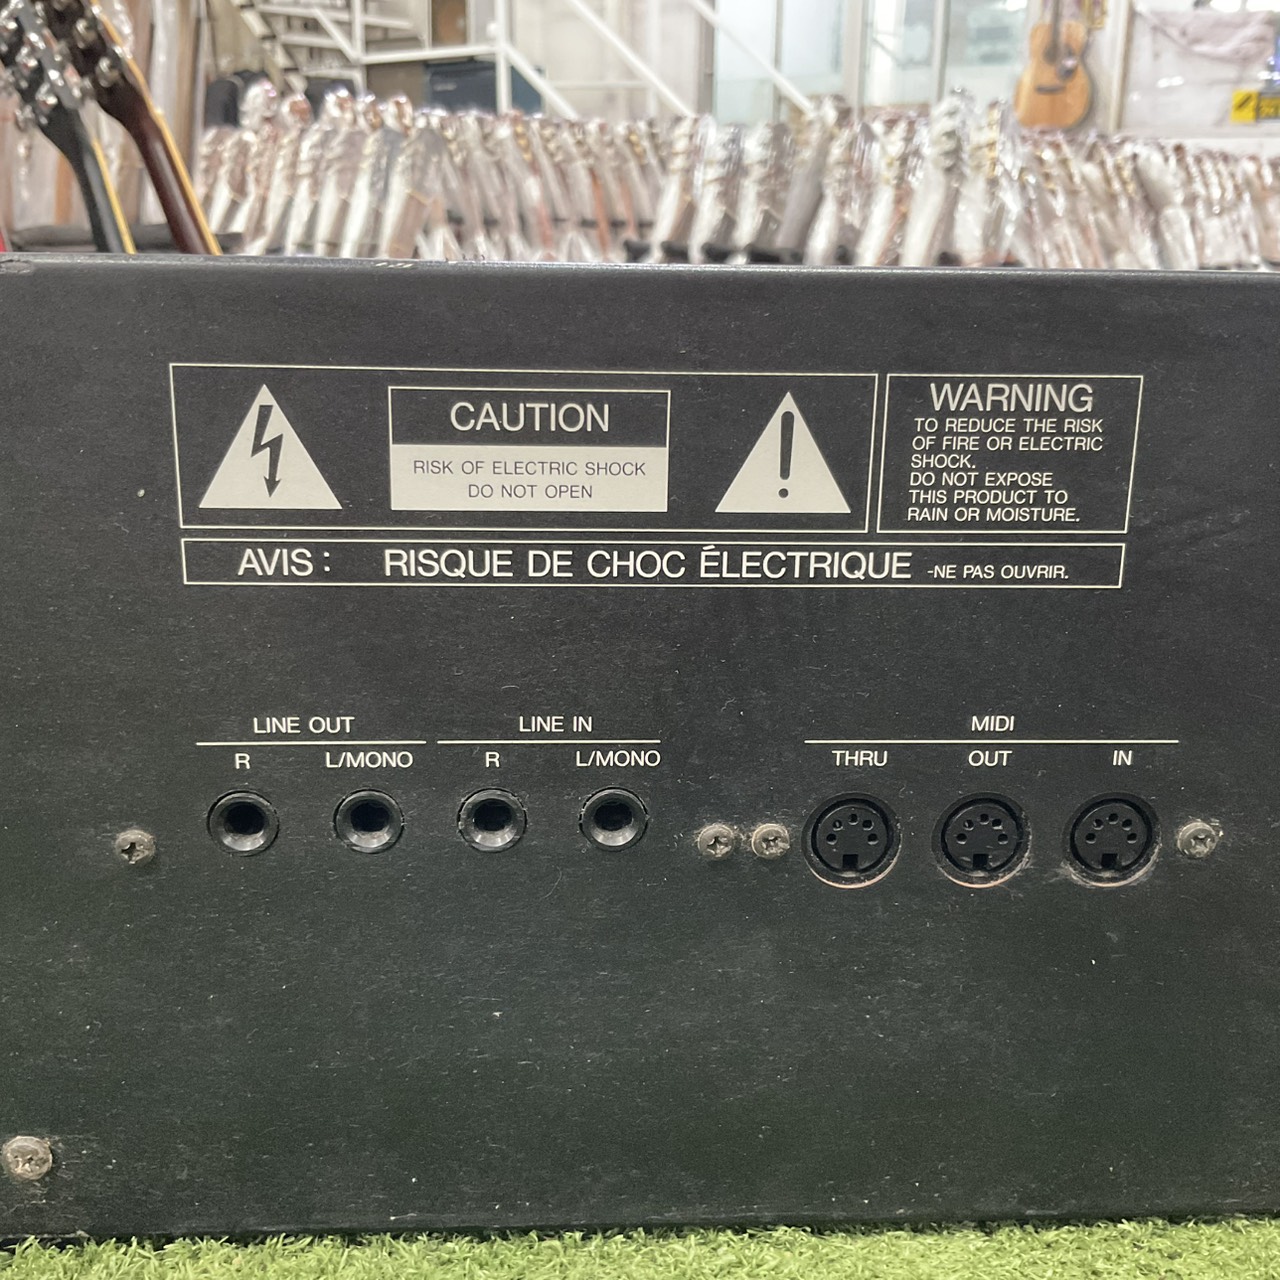 CAUTION
RISK OF ELECTRIC SHOCK
DO NOT OPEN
WARNING
TO REDUCE THE RISK
OF FIRE OR ELECTRIC
SHOCK.
DO NOT EXPOSE
THIS PRODUCT TO
RAIN OR MOISTURE.
AVIS : RISQUE DE CHOC ÉLECTRIQUE -NE PAS OUVRIR.
LINE OUT LINE IN MIDI
R L/MONO R L/MONO THRU OUT IN